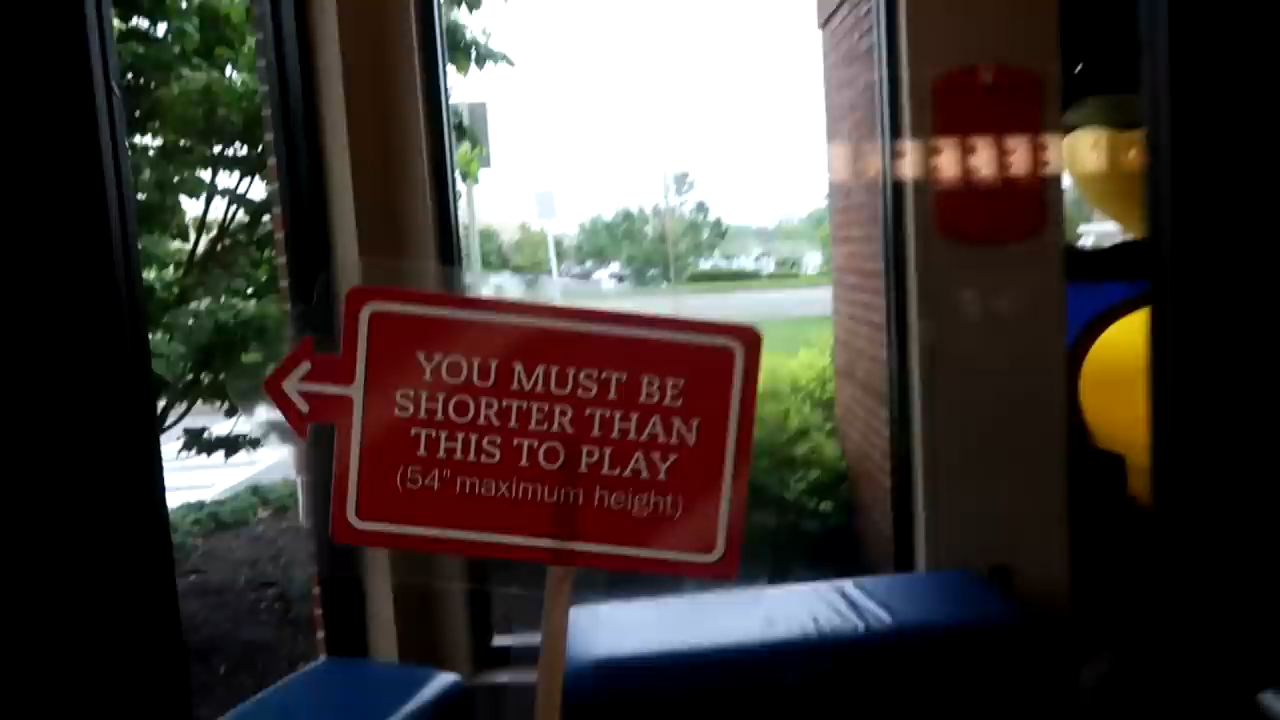 YOU MUST BE
SHORTER THAN
THIS TO PLAY
(54" maximum height)